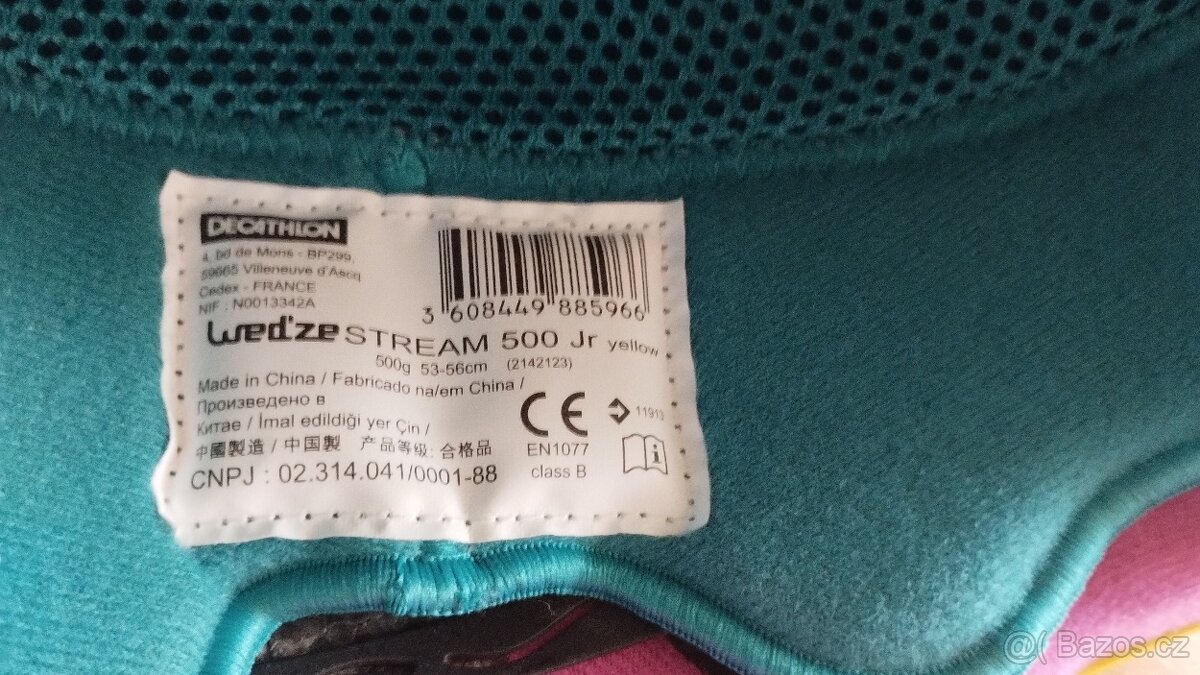 DECATHLON
4, bd de Mons - BP299,
59665 Villeneuve d'Ascq
Cedex - FRANCE
NIF : N0013342A
3 608449 885966
Wed'ze STREAM 500 Jr yellow
500g 53-56cm (2142123)
Made in China / Fabricado na/em China /
Произведено в
Китае / İmal edildiği yer Çin /
中國製造 / 中国製 产品等级: 合格品
CNPJ : 02.314.041/0001-88
CE
EN1077
class B
11913
i
@( Bazos.cz